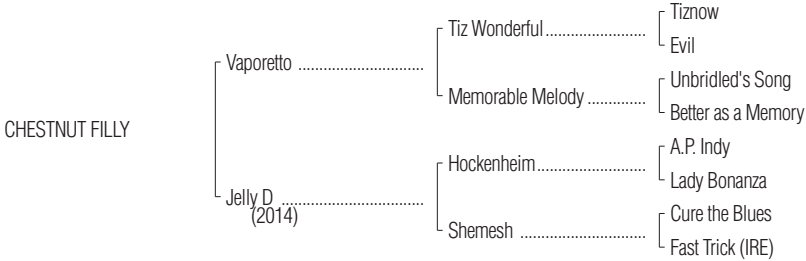 Tiznow
Tiz Wonderful ........................
Evil
Vaporetto ..............................
Unbridled's Song
Memorable Melody ..............
Better as a Memory
CHESTNUT FILLY
A.P. Indy
Hockenheim..........................
Lady Bonanza
Jelly D ..................................
(2014)
Cure the Blues
Shemesh ..............................
Fast Trick (IRE)